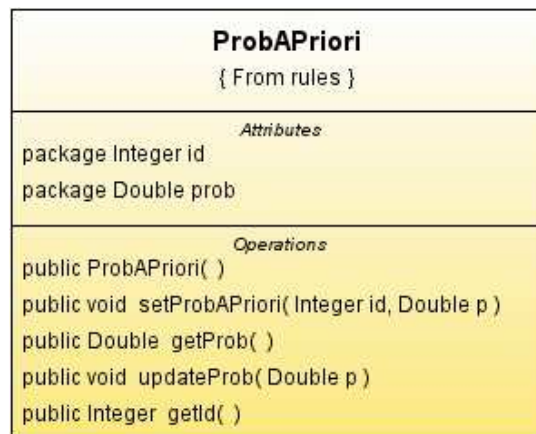 ProbAPriori
{ From rules }
Attributes
package Integer id
package Double prob
Operations
public ProbAPriori( )
public void setProbAPriori( Integer id, Double p )
public Double getProb( )
public void updateProb( Double p )
public Integer getId( )